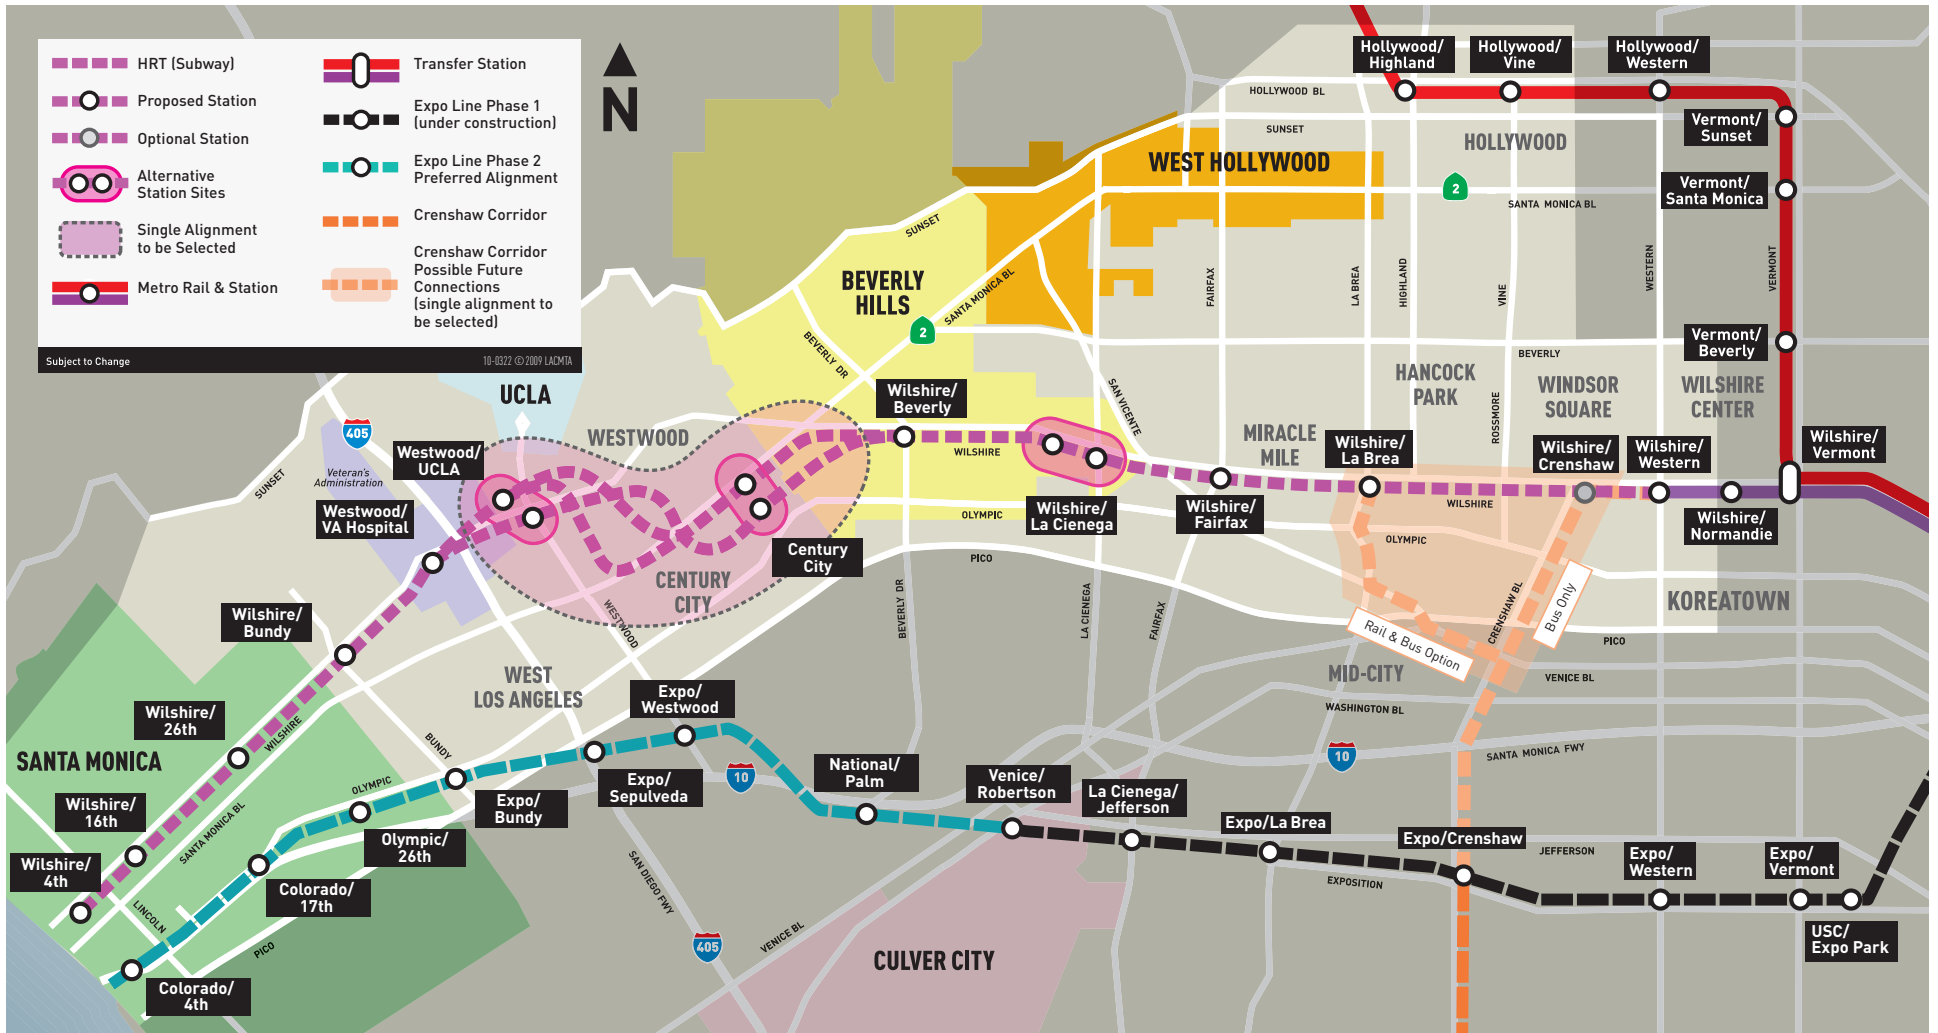 HRT (Subway)
Proposed Station
Optional Station
Alternative
Station Sites
Single Alignment
to be Selected
Metro Rail & Station
Transfer Station
Expo Line Phase 1
(under construction)
Expo Line Phase 2
Preferred Alignment
Crenshaw Corridor
Crenshaw Corridor
Possible Future
Connections
(single alignment to
be selected)
Subject to Change
10-0322 © 2009 LACMTA
N
Hollywood/
Highland
Hollywood/
Vine
Hollywood/
Western
HOLLYWOOD BL
SUNSET
Vermont/
Sunset
HOLLYWOOD
WEST HOLLYWOOD
2
SANTA MONICA BL
Vermont/
Santa Monica
SUNSET
BEVERLY
HILLS
SANTA MONICA BL
2
FAIRFAX
LA BREA
HIGHLAND
VINE
WESTERN
VERMONT
BEVERLY DR
BEVERLY
Vermont/
Beverly
SAN VICENTE
HANCOCK
PARK
ROSSMORE
WINDSOR
SQUARE
WILSHIRE
CENTER
UCLA
405
WESTWOOD
Wilshire/
Beverly
WILSHIRE
MIRACLE
MILE
Wilshire/
La Brea
Wilshire/
Crenshaw
Wilshire/
Western
Wilshire/
Vermont
Westwood/
UCLA
Veteran's
Administration
SUNSET
Westwood/
VA Hospital
OLYMPIC
Wilshire/
La Cienega
Wilshire/
Fairfax
WILSHIRE
Wilshire/
Normandie
Century
City
PICO
OLYMPIC
CENTURY
CITY
WESTWOOD
BEVERLY DR
LA CIENEGA
FAIRFAX
CRENSHAW BL
Bus Only
Rail & Bus Option
KOREATOWN
PICO
Wilshire/
Bundy
WEST
LOS ANGELES
MID-CITY
VENICE BL
WASHINGTON BL
Wilshire/
26th
WILSHIRE
Expo/
Westwood
BUNDY
SANTA MONICA
SANTA MONICA FWY
10
10
OLYMPIC
Expo/
Sepulveda
National/
Palm
Venice/
Robertson
La Cienega/
Jefferson
Expo/
Bundy
Wilshire/
16th
SANTA MONICA BL
Expo/La Brea
Expo/Crenshaw
JEFFERSON
Expo/
Western
Expo/
Vermont
Olympic/
26th
Wilshire/
4th
EXPOSITION
Colorado/
17th
SAN DIEGO FWY
LINCOLN
PICO
VENICE BL
405
CULVER CITY
USC/
Expo Park
Colorado/
4th